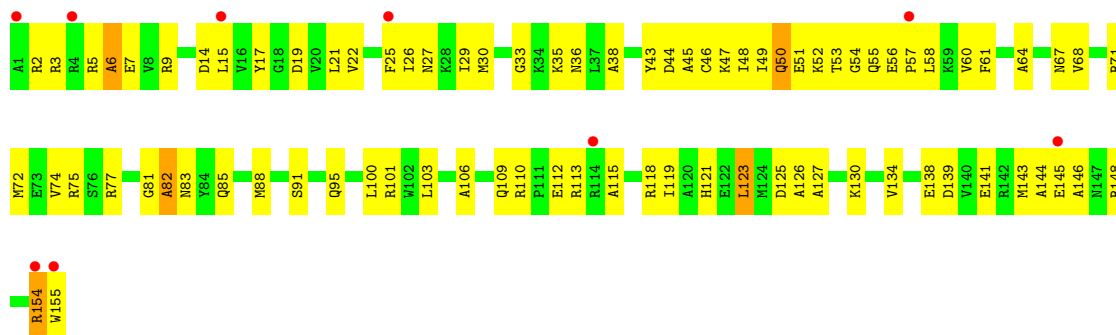 A1 R2 R3 R4 R5 A6 E7 V8 R9 D14 L15 V16 Y17 G18 D19 V20 L21 V22 F25 I26 N27 K28 I29 M30 G33 K34 K35 N36 L37 A38 Y43 D44 A45 C46 K47 I48 I49 Q50 E51 K52 T53 G54 Q55 E56 P57 L58 K59 V60 F61 A64 N67 V68
M72 E73 V74 R75 S76 R77 G81 A82 N83 Y84 Q85 M88 S91 Q95 L100 R101 W102 L103 A106 Q109 R110 P111 E112 R113 R114 A115 R118 I119 A120 H121 E122 L123 M124 D125 A126 A127 K130 V134 E138 D139 V140 E141 R142 M143 A144 E145 A146 N147
R154 W155